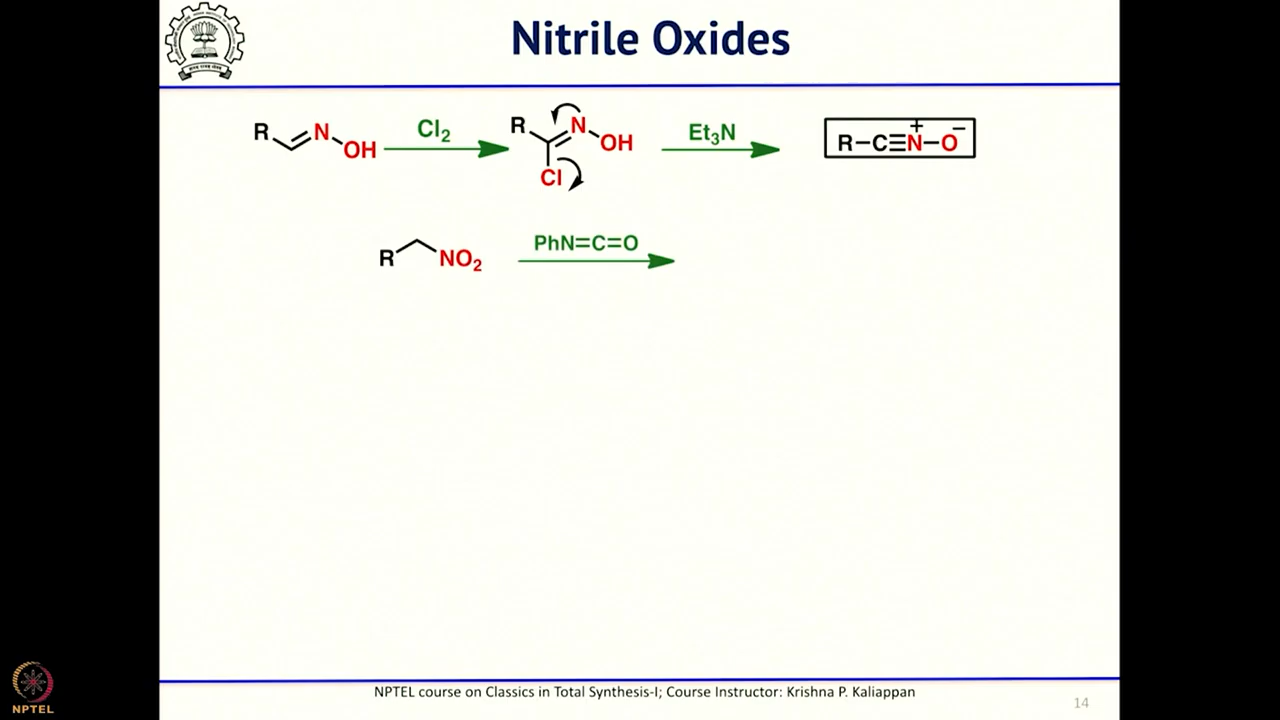 Nitrile Oxides
R N OH Cl₂ R N OH Cl Et₃N R–C≡N⁺–O⁻
R NO₂ PhN=C=O
NPTEL course on Classics in Total Synthesis-I; Course Instructor: Krishna P. Kaliappan
14
NPTEL